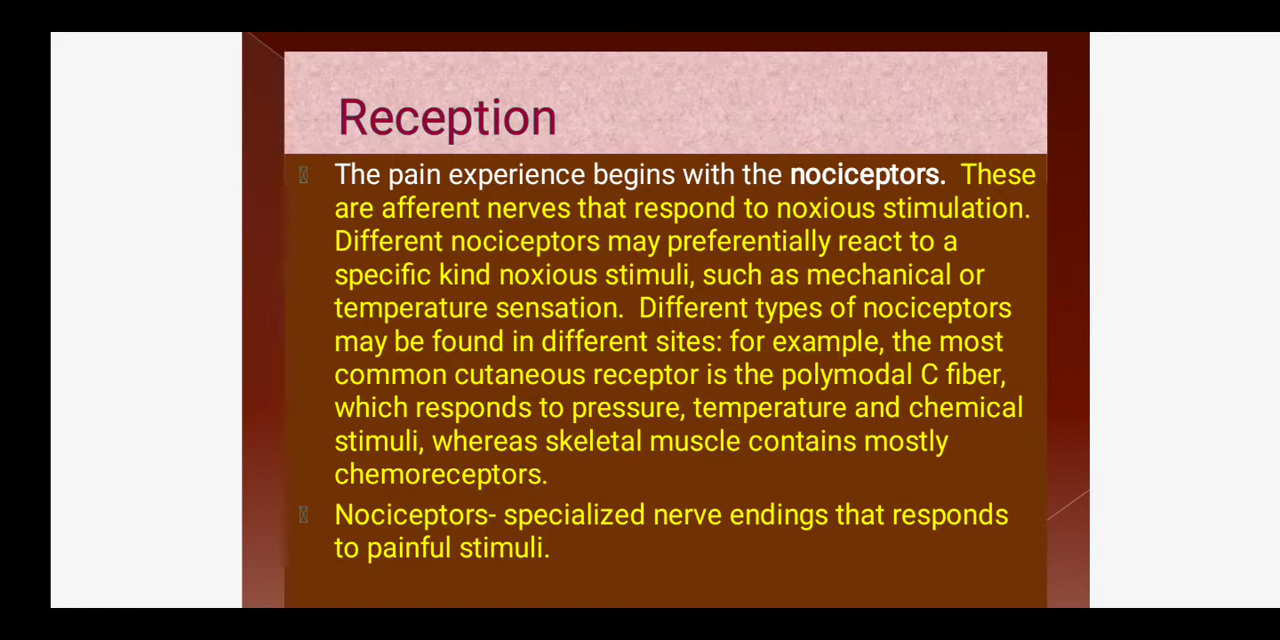 Reception
The pain experience begins with the nociceptors. These
are afferent nerves that respond to noxious stimulation.
Different nociceptors may preferentially react to a
specific kind noxious stimuli, such as mechanical or
temperature sensation. Different types of nociceptors
may be found in different sites: for example, the most
common cutaneous receptor is the polymodal C fiber,
which responds to pressure, temperature and chemical
stimuli, whereas skeletal muscle contains mostly
chemoreceptors.
Nociceptors- specialized nerve endings that responds
to painful stimuli.